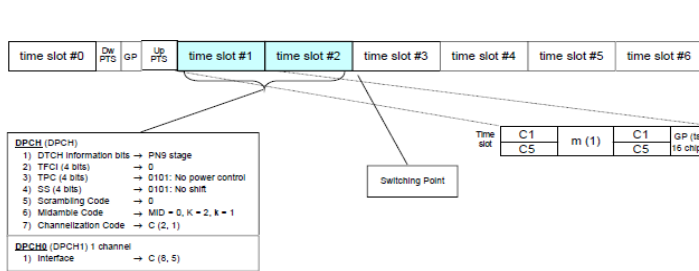 time slot #0 Dw PTS GP Up PTS time slot #1 time slot #2 time slot #3 time slot #4 time slot #5 time slot #6
Time slot C1 m (1) C1 GP (ts
C5 C5 16 chip
DPCH (DPCH)
1) DTCH Information bits → PN9 stage
2) TFCI (4 bits) → 0
3) TPC (4 bits) → 0101: No power control
4) SS (4 bits) → 0101: No shift
5) Scrambling Code → 0
6) Midamble Code → MID = 0, K = 2, k = 1
7) Channelization Code → C (2, 1)
Switching Point
DPCH0 (DPCH1) 1 channel
1) Interface → C (8, 5)